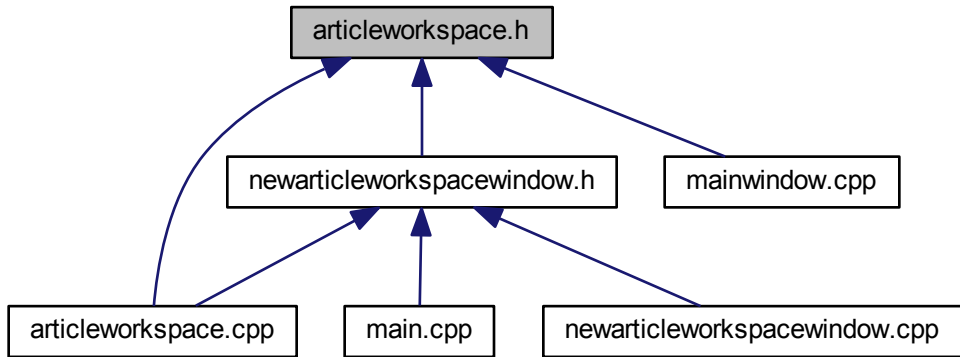 articleworkspace.h
newarticleworkspacewindow.h
mainwindow.cpp
articleworkspace.cpp
main.cpp
newarticleworkspacewindow.cpp